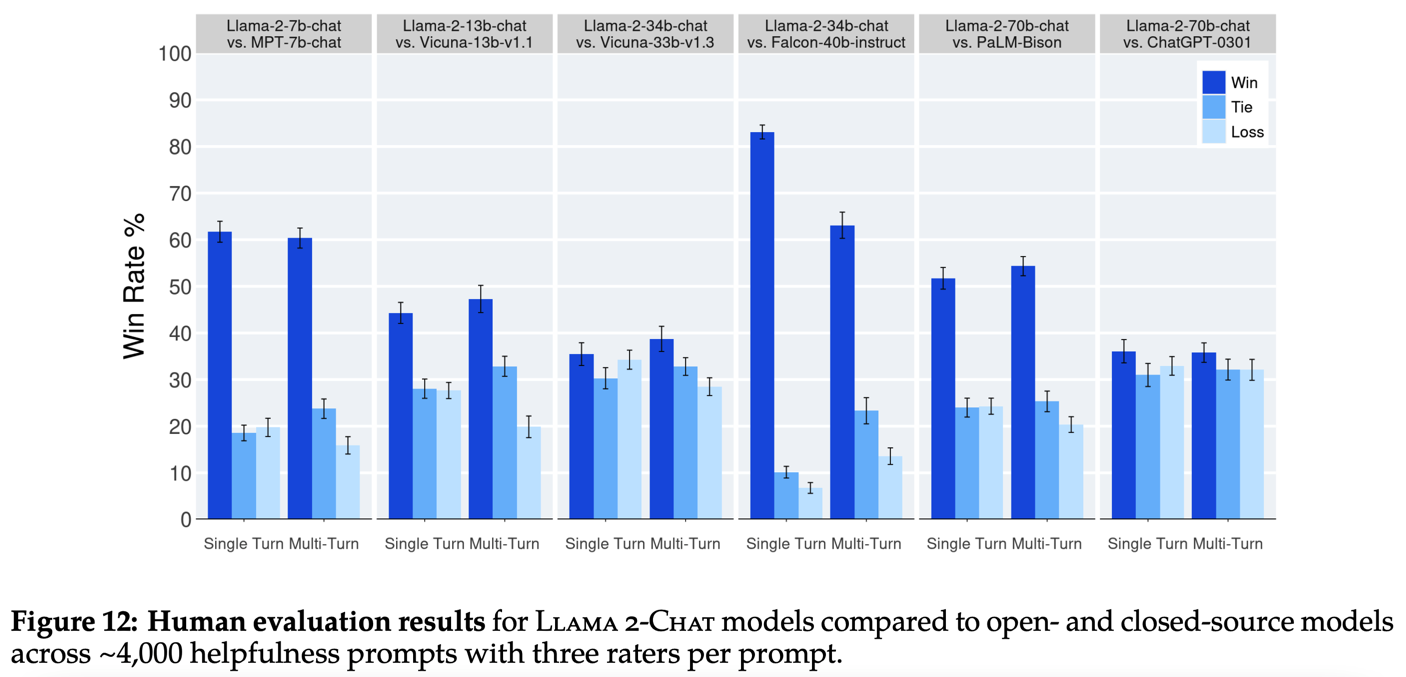 Llama-2-7b-chat
vs. MPT-7b-chat
Llama-2-13b-chat
vs. Vicuna-13b-v1.1
Llama-2-34b-chat
vs. Vicuna-33b-v1.3
Llama-2-34b-chat
vs. Falcon-40b-instruct
Llama-2-70b-chat
vs. PaLM-Bison
Llama-2-70b-chat
vs. ChatGPT-0301
Win Rate %
100
90
80
70
60
50
40
30
20
10
0
Win
Tie
Loss
Single Turn Multi-Turn
Single Turn Multi-Turn
Single Turn Multi-Turn
Single Turn Multi-Turn
Single Turn Multi-Turn
Single Turn Multi-Turn
Figure 12: Human evaluation results for LLAMA 2-CHAT models compared to open- and closed-source models
across ~4,000 helpfulness prompts with three raters per prompt.